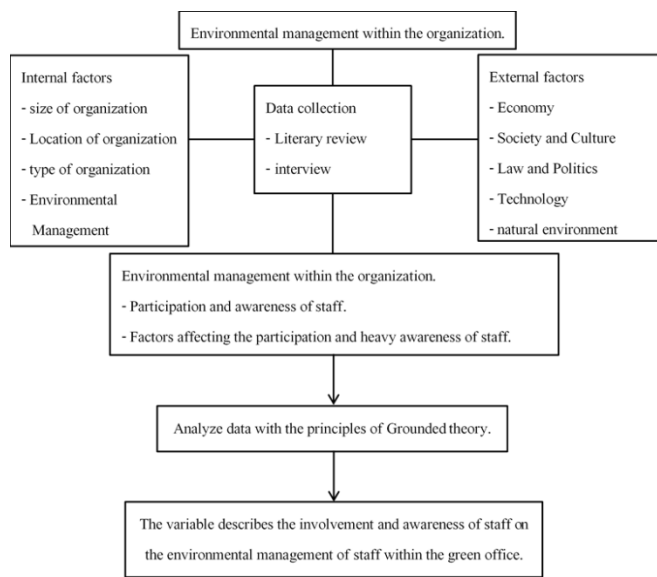 Environmental management within the organization.
Internal factors
- size of organization
- Location of organization
- type of organization
- Environmental
Management
Data collection
- Literary review
- interview
External factors
- Economy
- Society and Culture
- Law and Politics
- Technology
- natural environment
Environmental management within the organization.
- Participation and awareness of staff.
- Factors affecting the participation and heavy awareness of staff.
Analyze data with the principles of Grounded theory.
The variable describes the involvement and awareness of staff on
the environmental management of staff within the green office.